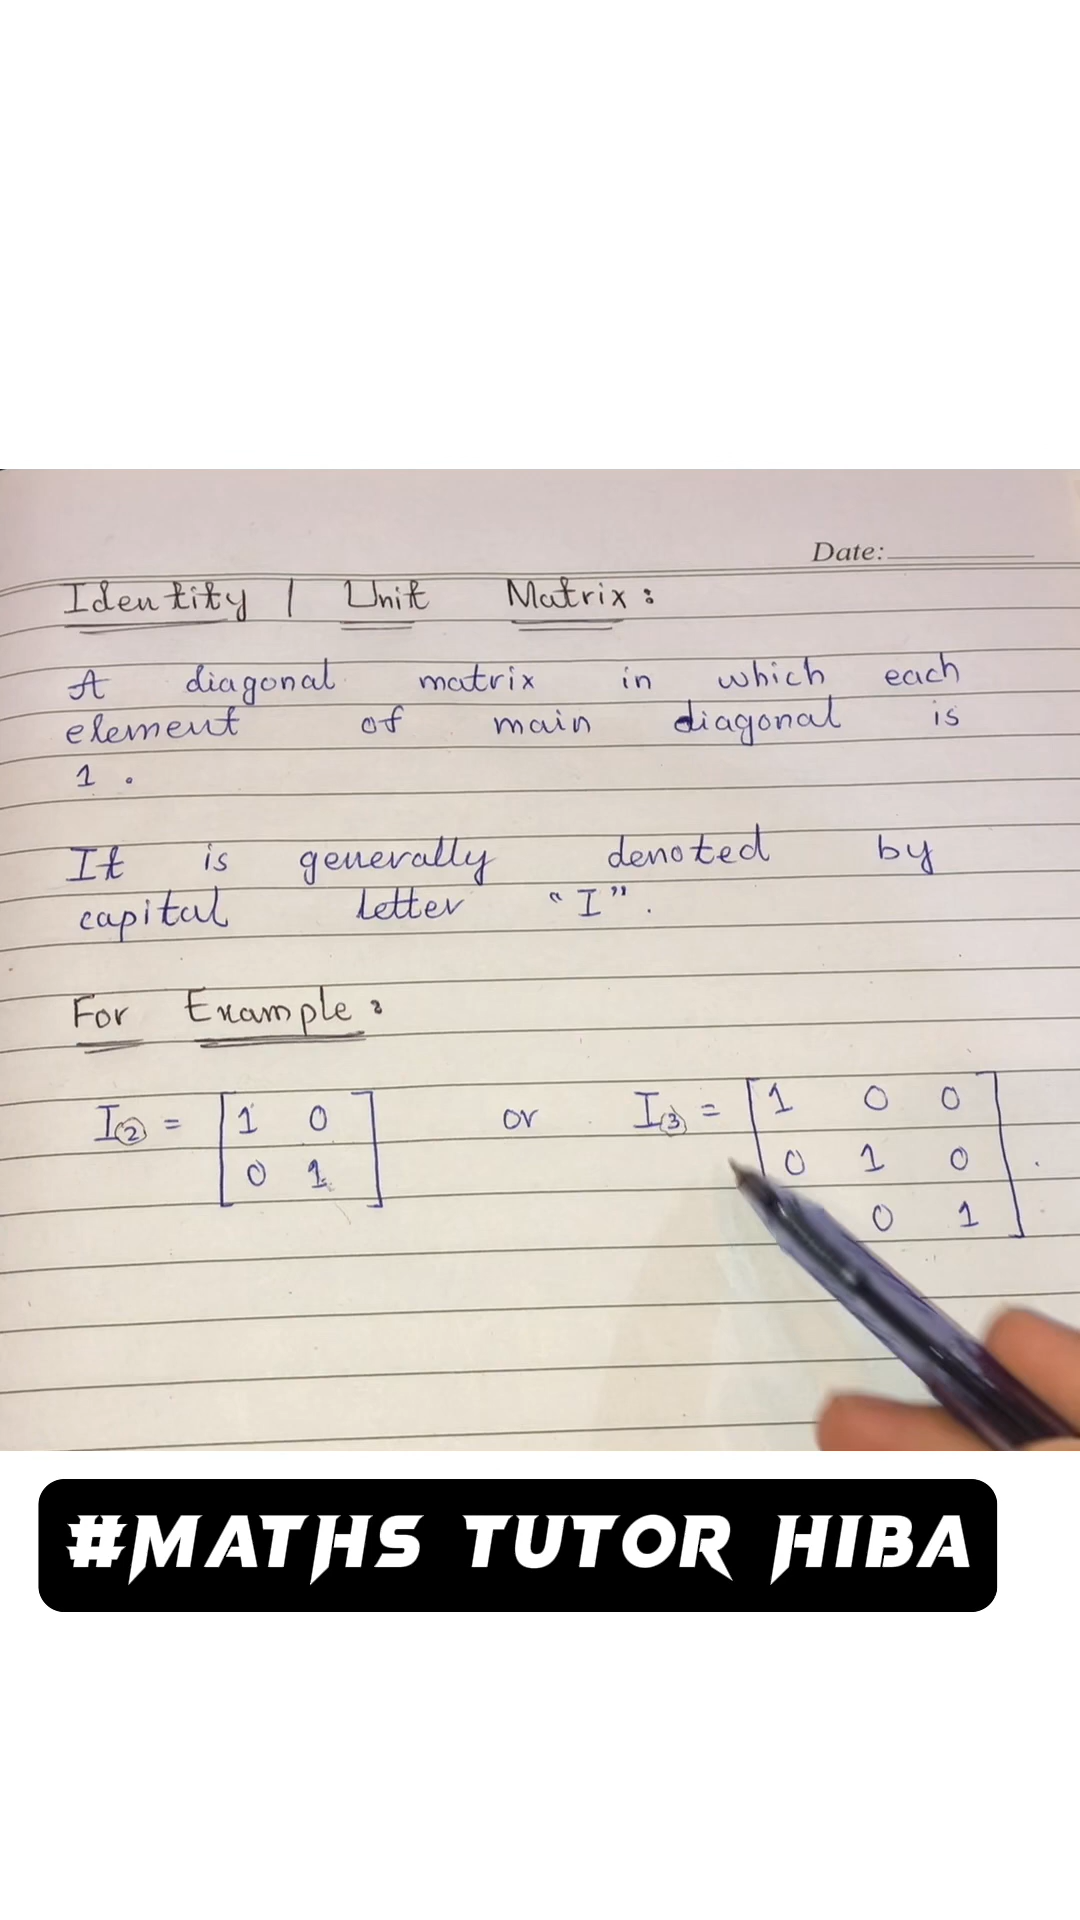 Date:
Identity / Unit Matrix:
A diagonal matrix in which each
element of main diagonal is
1.
It is generally denoted by
capital letter "I".
For Example:
I2 = [1 0 or I3 = [1 0 0
0 1] 0 1 0
0 1].
#MATHS TUTOR HIBA